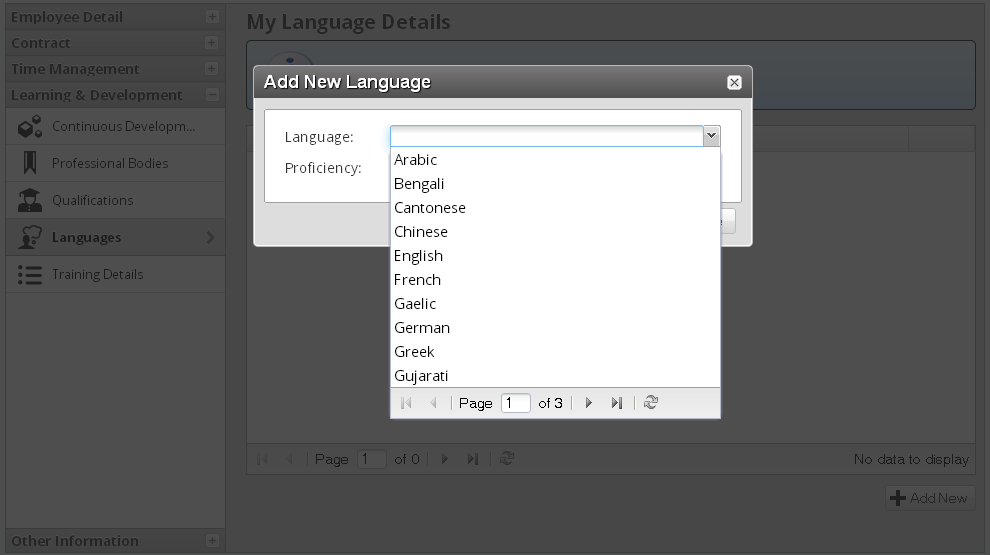 Employee Detail
Contract
Time Management
Learning & Development
Continuous Developm...
Professional Bodies
Qualifications
Languages
Training Details
Other Information
My Language Details
Add New Language
Language:
Proficiency:
Arabic
Bengali
Cantonese
Chinese
English
French
Gaelic
German
Greek
Gujarati
Page 1 of 3
Page 1 of 0
No data to display
Add New